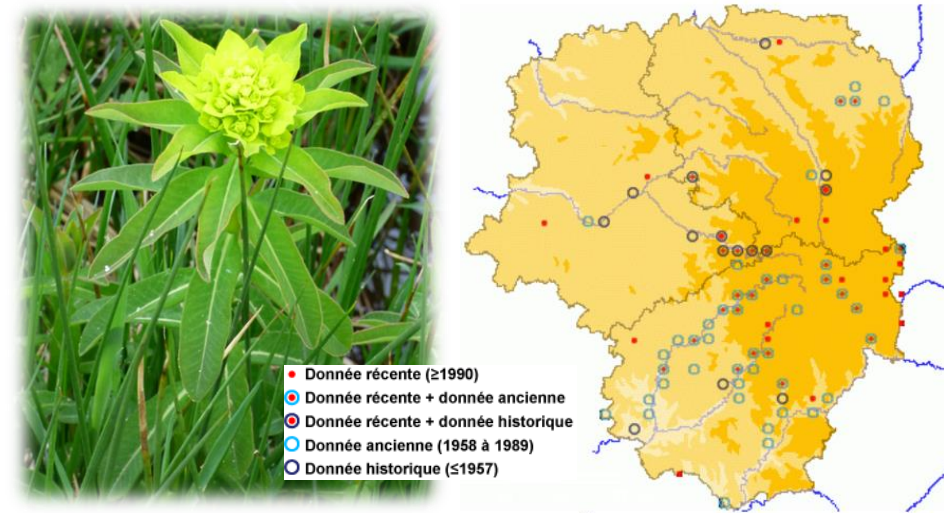 Donnée récente (≥1990)
Donnée récente + donnée ancienne
Donnée récente + donnée historique
Donnée ancienne (1958 à 1989)
Donnée historique (≤1957)